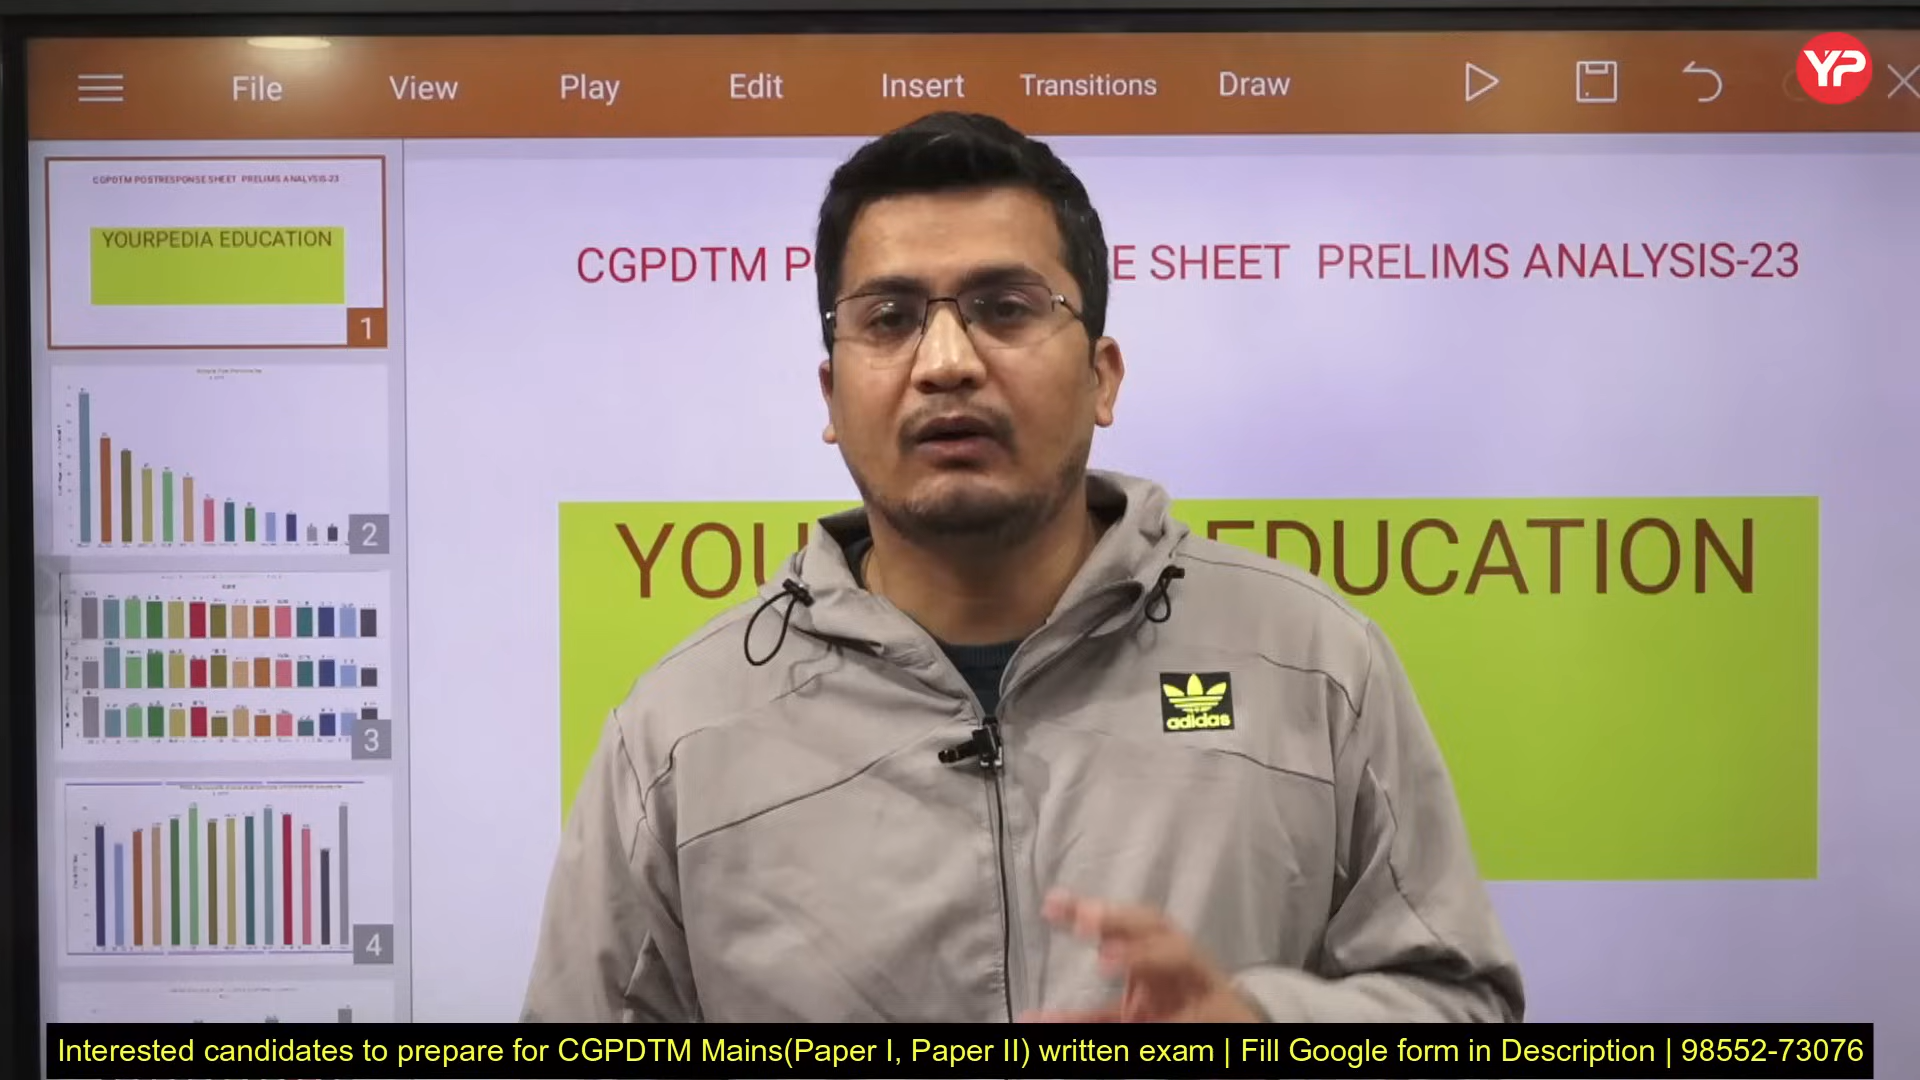 File View Play Edit Insert Transitions Draw
YP
CGPDTM POSTRESPONSE SHEET PRELIMS ANALYSIS-23
YOURPEDIA EDUCATION
1
2
3
4
CGPDTM P E SHEET PRELIMS ANALYSIS-23
YOU EDUCATION
adidas
Interested candidates to prepare for CGPDTM Mains(Paper I, Paper II) written exam | Fill Google form in Description | 98552-73076